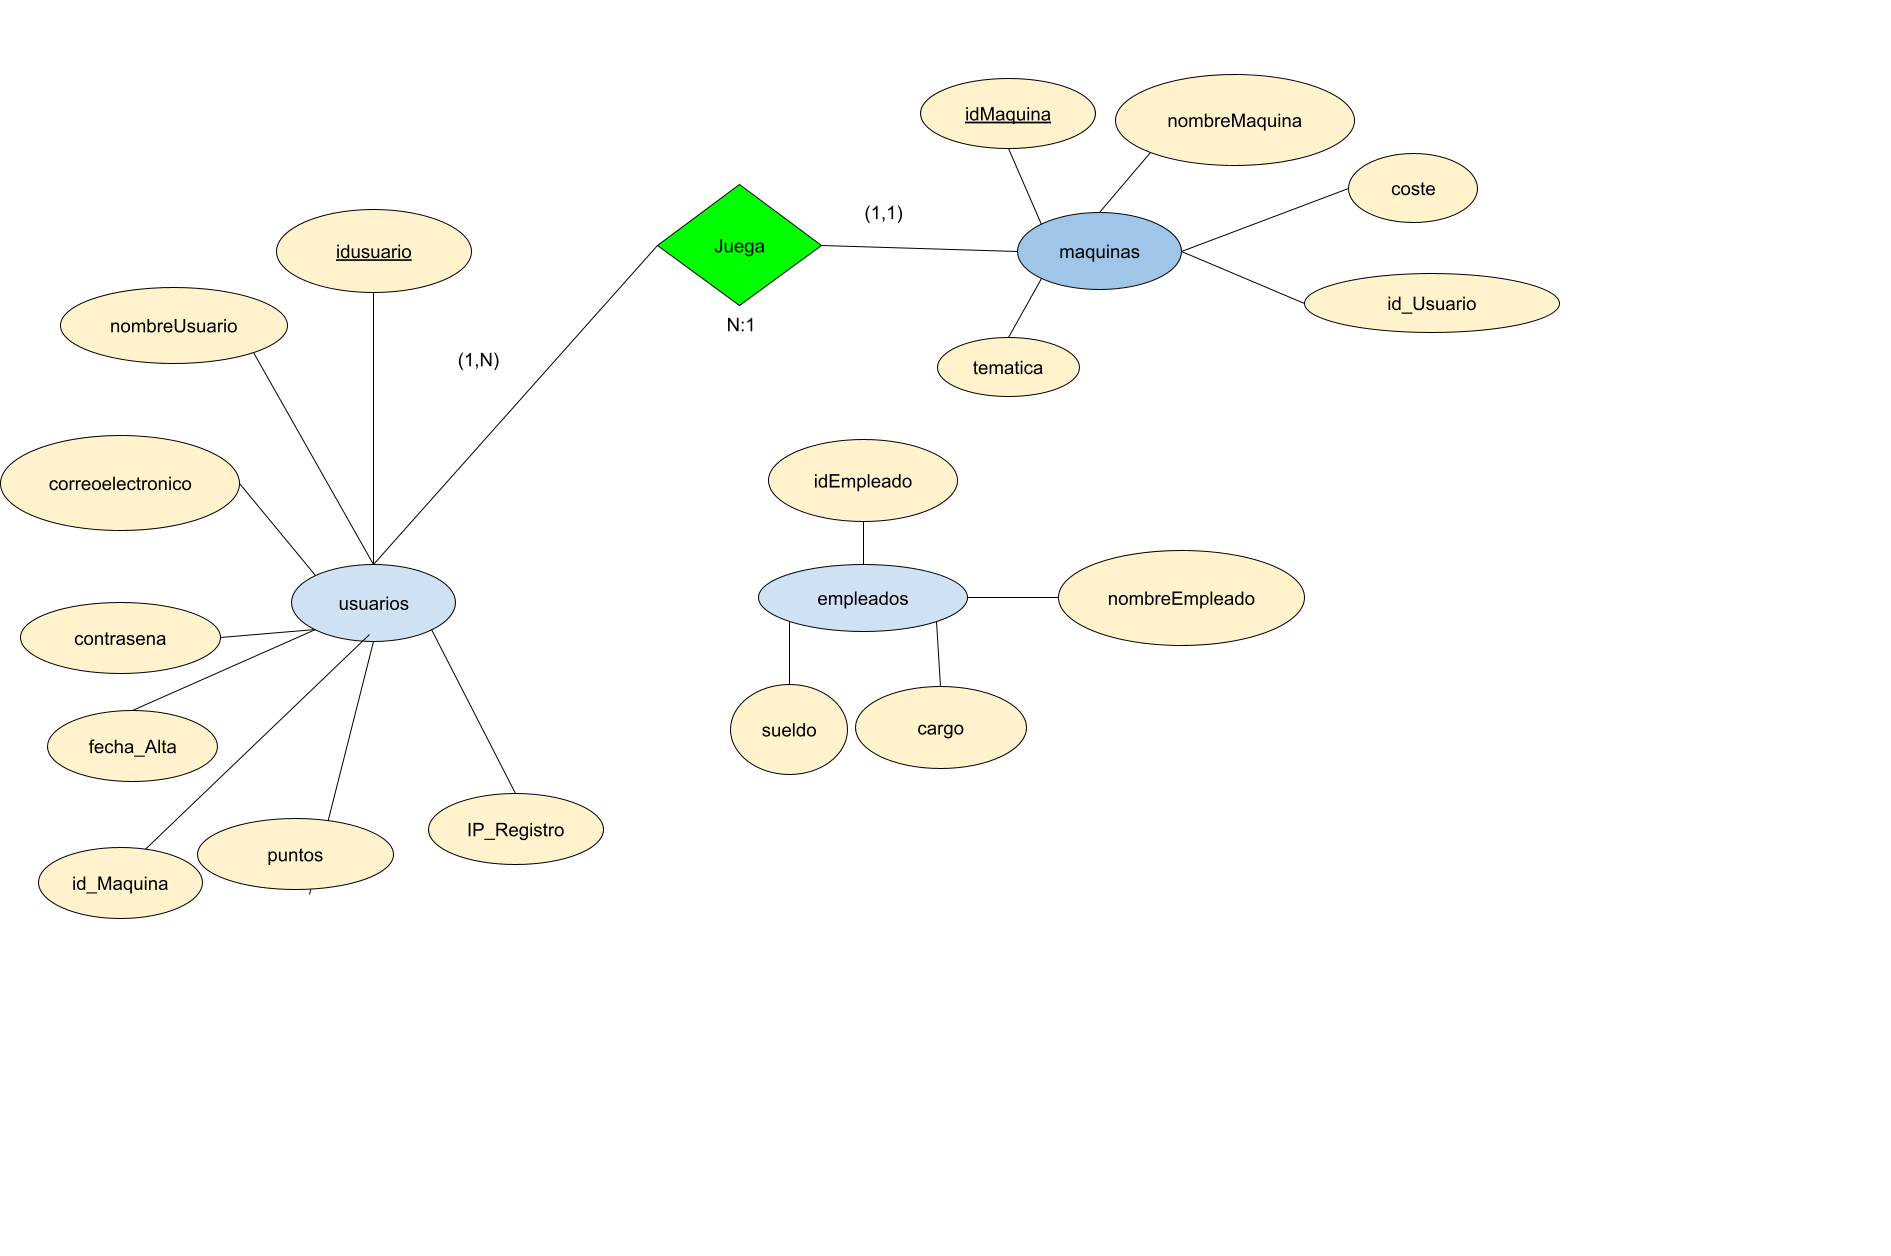 idMaquina
nombreMaquina
coste
(1,1)
idusuario
Juega
maquinas
id_Usuario
nombreUsuario
N:1
(1,N)
tematica
correoelectronico
idEmpleado
usuarios
empleados
nombreEmpleado
contrasena
fecha_Alta
sueldo
cargo
IP_Registro
puntos
id_Maquina